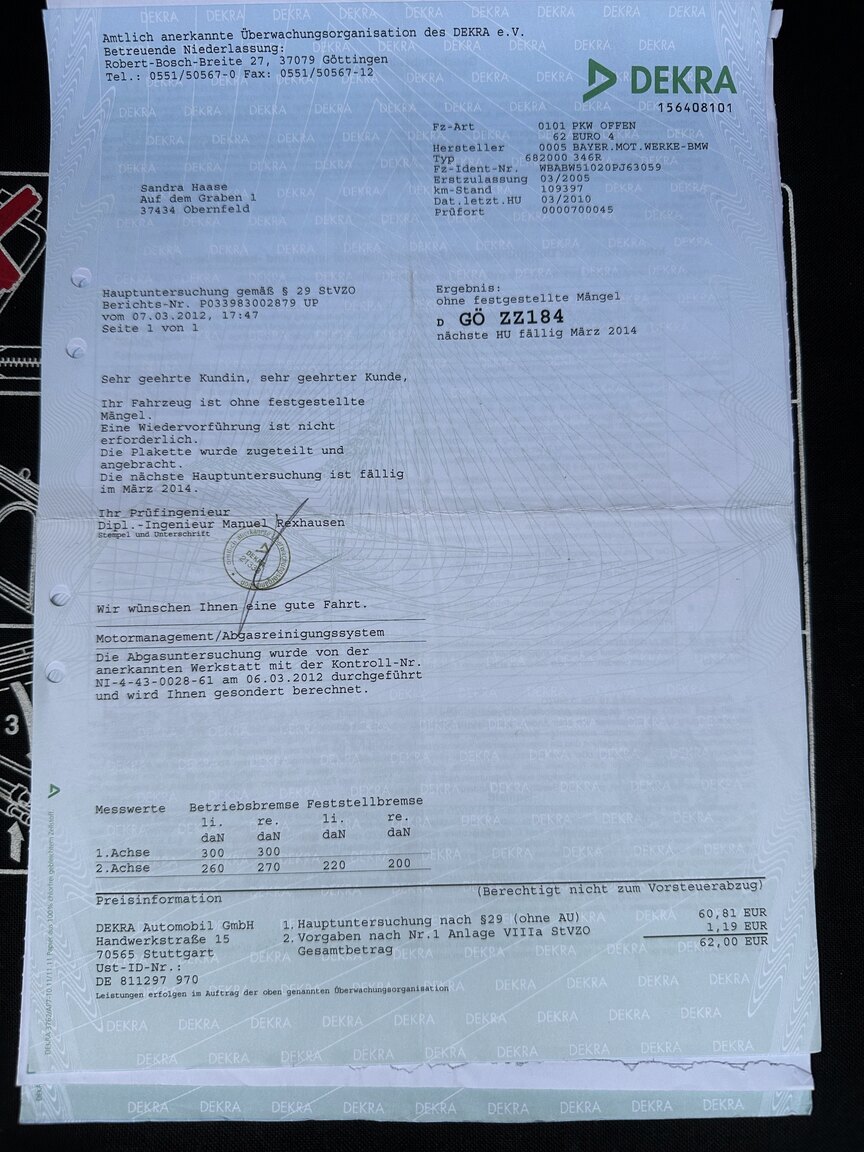 Amtlich anerkannte Überwachungsorganisation des DEKRA e.V.
Betreuende Niederlassung:
Robert-Bosch-Breite 27, 37079 Göttingen
Tel.: 0551/50567-0 Fax: 0551/50567-12
DEKRA
156408101
Fz-Art 0101 PKW OFFEN
62 EURO 4
Hersteller 0005 BAYER.MOT.WERKE-BMW
Typ 682000 346R
Fz-Ident-Nr. WBABW51020PJ63059
Erstzulassung 03/2005
km-Stand 109397
Dat.letzt.HU 03/2010
Prüfort 0000700045
Sandra Haase
Auf dem Graben 1
37434 Obernfeld
Hauptuntersuchung gemäß § 29 StVZO
Berichts-Nr. P033983002879 UP
vom 07.03.2012, 17:47
Seite 1 von 1
Ergebnis:
ohne festgestellte Mängel
D GÖ ZZ184
nächste HU fällig März 2014
Sehr geehrte Kundin, sehr geehrter Kunde,
Ihr Fahrzeug ist ohne festgestellte
Mängel.
Eine Wiedervorführung ist nicht
erforderlich.
Die Plakette wurde zugeteilt und
angebracht.
Die nächste Hauptuntersuchung ist fällig
im März 2014.
Ihr Prüfingenieur
Dipl.-Ingenieur Manuel Rexhausen
Stempel und Unterschrift
Wir wünschen Ihnen eine gute Fahrt.
Motormanagement/Abgasreinigungssystem
Die Abgasuntersuchung wurde von der
anerkannten Werkstatt mit der Kontroll-Nr.
NI-4-43-0028-61 am 06.03.2012 durchgeführt
und wird Ihnen gesondert berechnet.
3
Messwerte Betriebsbremse Feststellbremse
li. re. li. re.
daN daN daN daN
1.Achse 300 300
2.Achse 260 270 220 200
Preisinformation (Berechtigt nicht zum Vorsteuerabzug)
DEKRA Automobil GmbH 1. Hauptuntersuchung nach §29 (ohne AU) 60,81 EUR
Handwerkstraße 15 2. Vorgaben nach Nr.1 Anlage VIIIa StVZO 1,19 EUR
70565 Stuttgart Gesamtbetrag 62,00 EUR
Ust-ID-Nr.:
DE 811297 970
Leistungen erfolgen im Auftrag der oben genannten Überwachungsorganisation